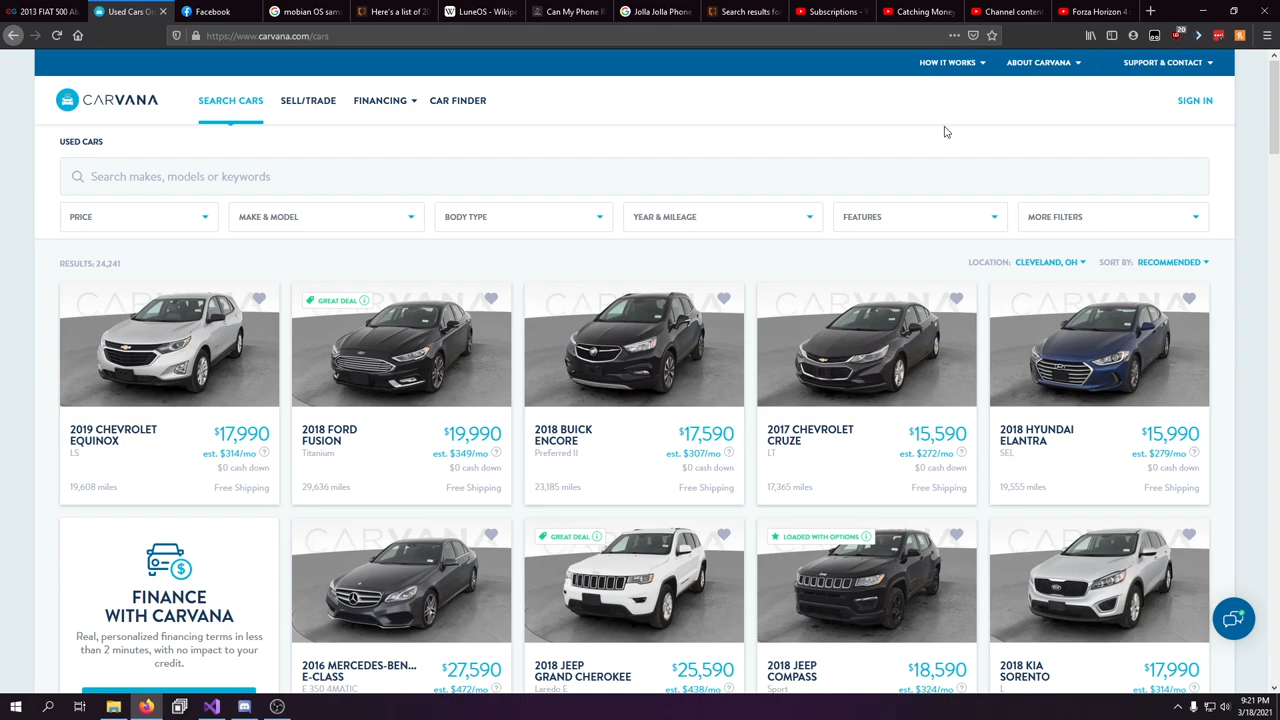 2013 FIAT 500 Ab
Used Cars
Facebook
mobian OS sam
Here's a list of 20
LuneOS - Wikip
Can My Phone R
Jolla Jolla Phone
Search results fo
Subscriptions - Y
Catching Money
Channel content
Forza Horizon 4
https://www.carvana.com/cars
20
HOW IT WORKS
ABOUT CARVANA
SUPPORT & CONTACT
CARVANA
SEARCH CARS
SELL/TRADE
FINANCING
CAR FINDER
SIGN IN
USED CARS
Search makes, models or keywords
PRICE
MAKE & MODEL
BODY TYPE
YEAR & MILEAGE
FEATURES
MORE FILTERS
RESULTS: 24,241
LOCATION: CLEVELAND, OH
SORT BY: RECOMMENDED
GREAT DEAL
2019 CHEVROLET
EQUINOX
LS
$17,990
est. $314/mo
$0 cash down
19,608 miles
Free Shipping
2018 FORD
FUSION
Titanium
$19,990
est. $349/mo
$0 cash down
29,636 miles
Free Shipping
2018 BUICK
ENCORE
Preferred II
$17,590
est. $307/mo
$0 cash down
23,185 miles
Free Shipping
2017 CHEVROLET
CRUZE
LT
$15,590
est. $272/mo
$0 cash down
17,365 miles
Free Shipping
2018 HYUNDAI
ELANTRA
SEL
$15,990
est. $279/mo
$0 cash down
19,555 miles
Free Shipping
FINANCE
WITH CARVANA
Real, personalized financing terms in less
than 2 minutes, with no impact to your
credit.
2016 MERCEDES-BEN...
E-CLASS
E 350 4MATIC
$27,590
est. $472/mo
GREAT DEAL
2018 JEEP
GRAND CHEROKEE
Laredo E
$25,590
est. $438/mo
LOADED WITH OPTIONS
2018 JEEP
COMPASS
Sport
$18,590
est. $324/mo
2018 KIA
SORENTO
L
$17,990
est. $314/mo
9:21 PM
3/18/2021